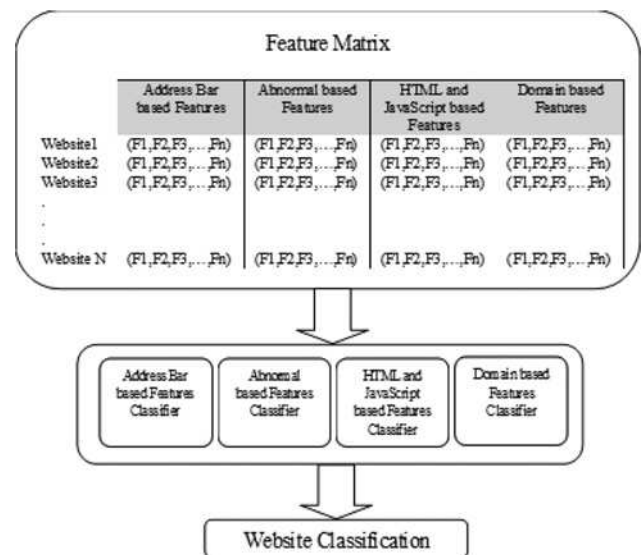 Feature Matrix
Address Bar based Features
Abnormal based Features
HTML and JavaScript based Features
Domain based Features
Website1 (F1,F2,F3,...,Fn) (F1,F2,F3,...,Fn) (F1,F2,F3,...,Fn) (F1,F2,F3,...,Fn)
Website2 (F1,F2,F3,...,Fn) (F1,F2,F3,...,Fn) (F1,F2,F3,...,Fn) (F1,F2,F3,...,Fn)
Website3 (F1,F2,F3,...,Fn) (F1,F2,F3,...,Fn) (F1,F2,F3,...,Fn) (F1,F2,F3,...,Fn)
.
.
.
Website N (F1,F2,F3,...,Fn) (F1,F2,F3,...,Fn) (F1,F2,F3,...,Fn) (F1,F2,F3,...,Fn)
Address Bar
based Features
Classifier
Abnormal
based Features
Classifier
HTML and
JavaScript
based Features
Classifier
Domain based
Features
Classifier
Website Classification